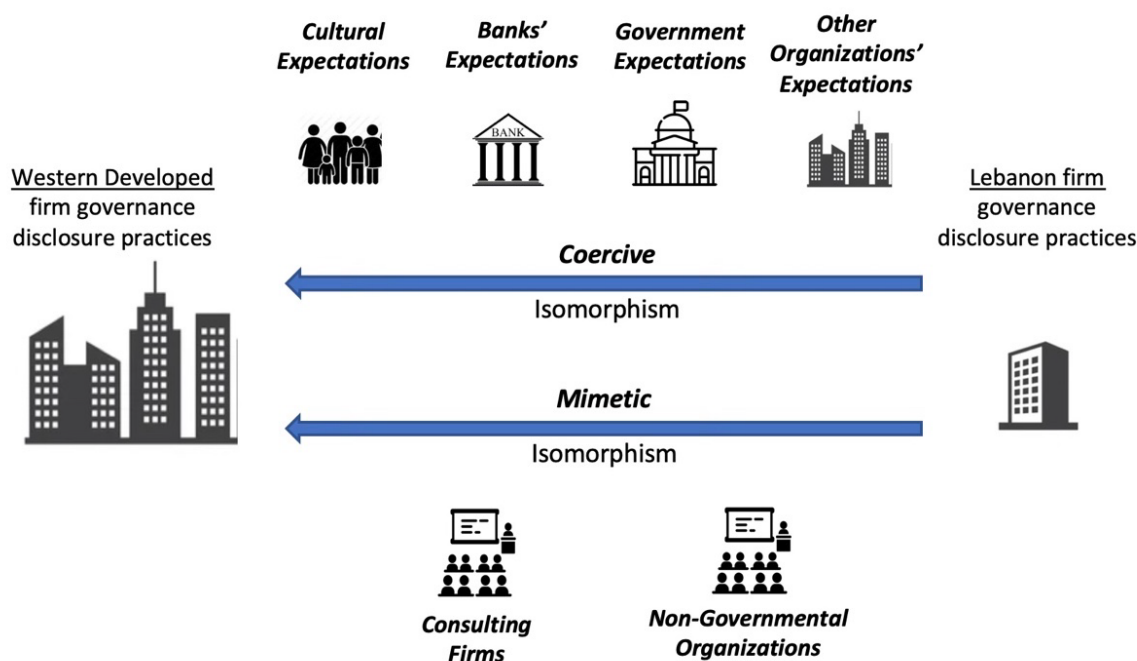 Cultural
Expectations
Banks’
Expectations
Government
Expectations
Other
Organizations’
Expectations
BANK
Western Developed
firm governance
disclosure practices
Lebanon firm
governance
disclosure practices
Coercive
Isomorphism
Mimetic
Isomorphism
Consulting
Firms
Non-Governmental
Organizations